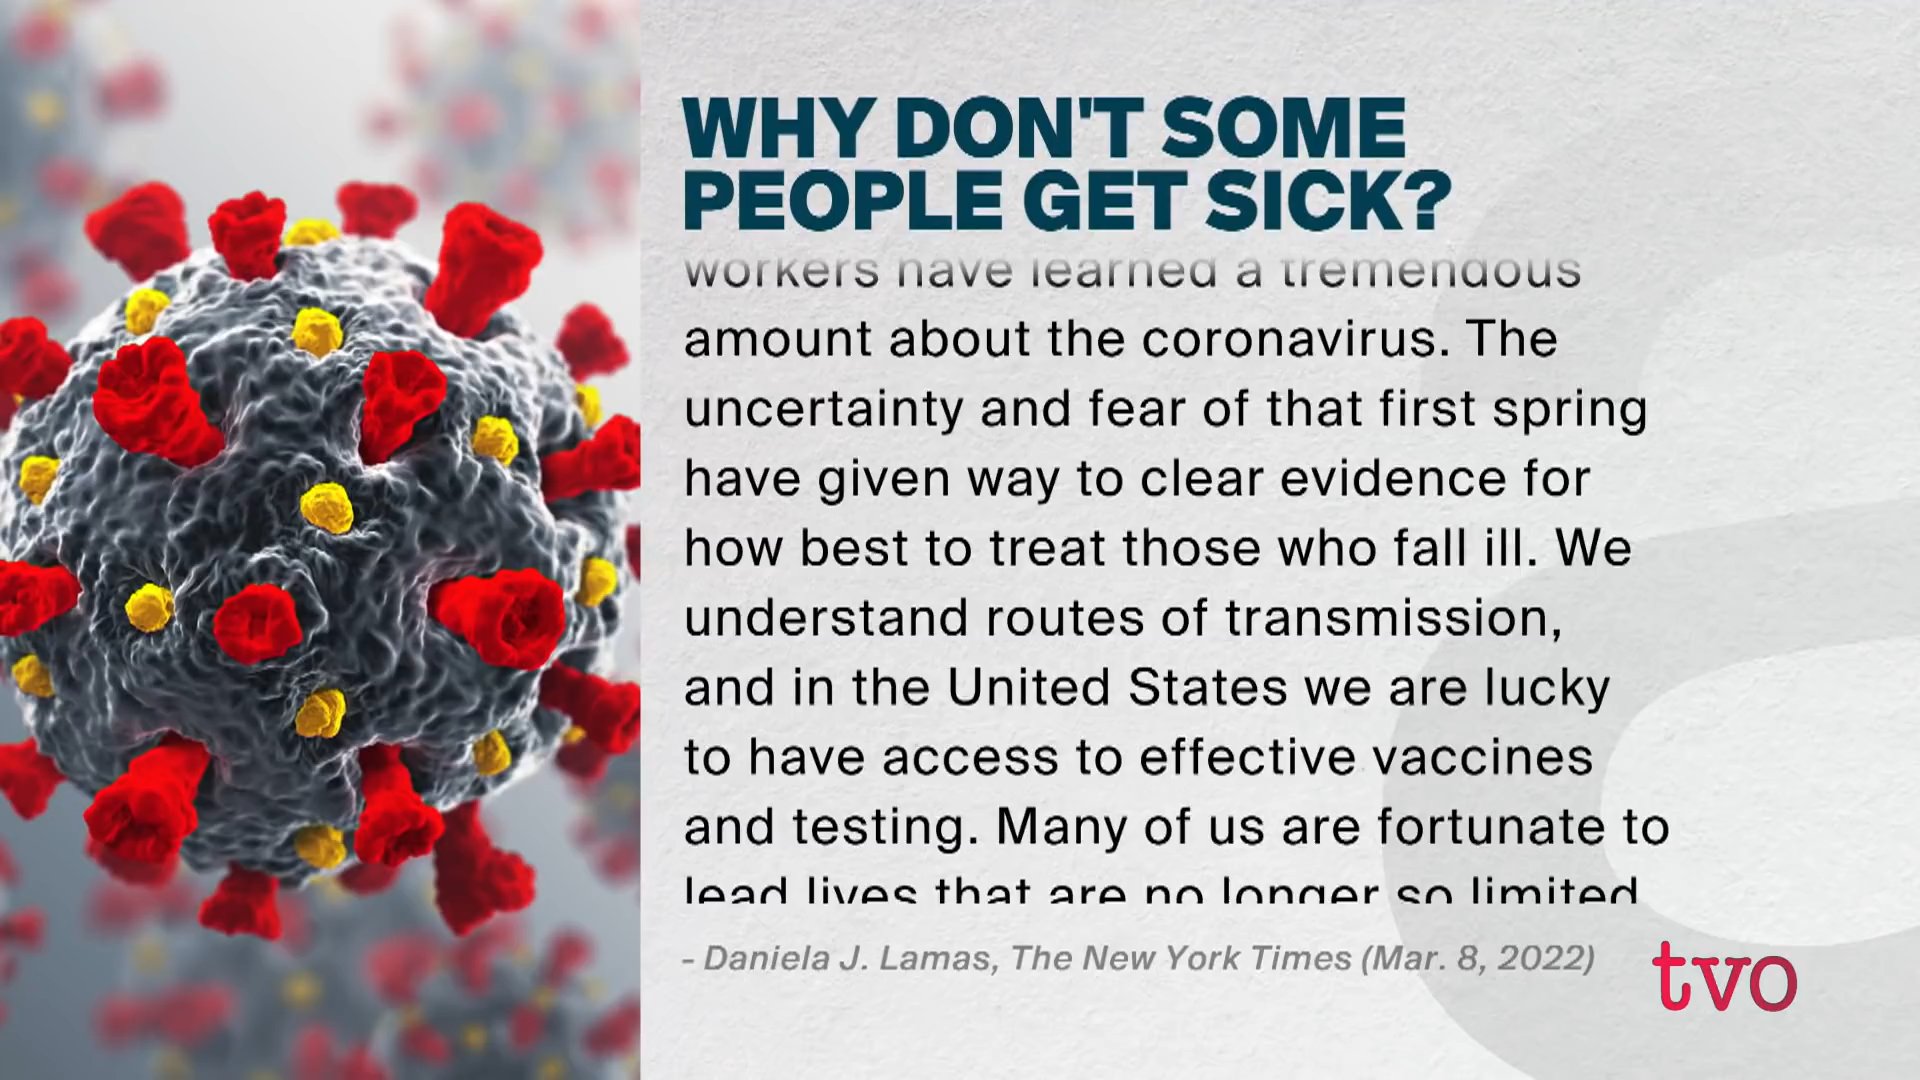 WHY DON'T SOME
PEOPLE GET SICK?
workers have learned a tremendous
amount about the coronavirus. The
uncertainty and fear of that first spring
have given way to clear evidence for
how best to treat those who fall ill. We
understand routes of transmission,
and in the United States we are lucky
to have access to effective vaccines
and testing. Many of us are fortunate to
lead lives that are no longer so limited
- Daniela J. Lamas, The New York Times (Mar. 8, 2022)
tvo